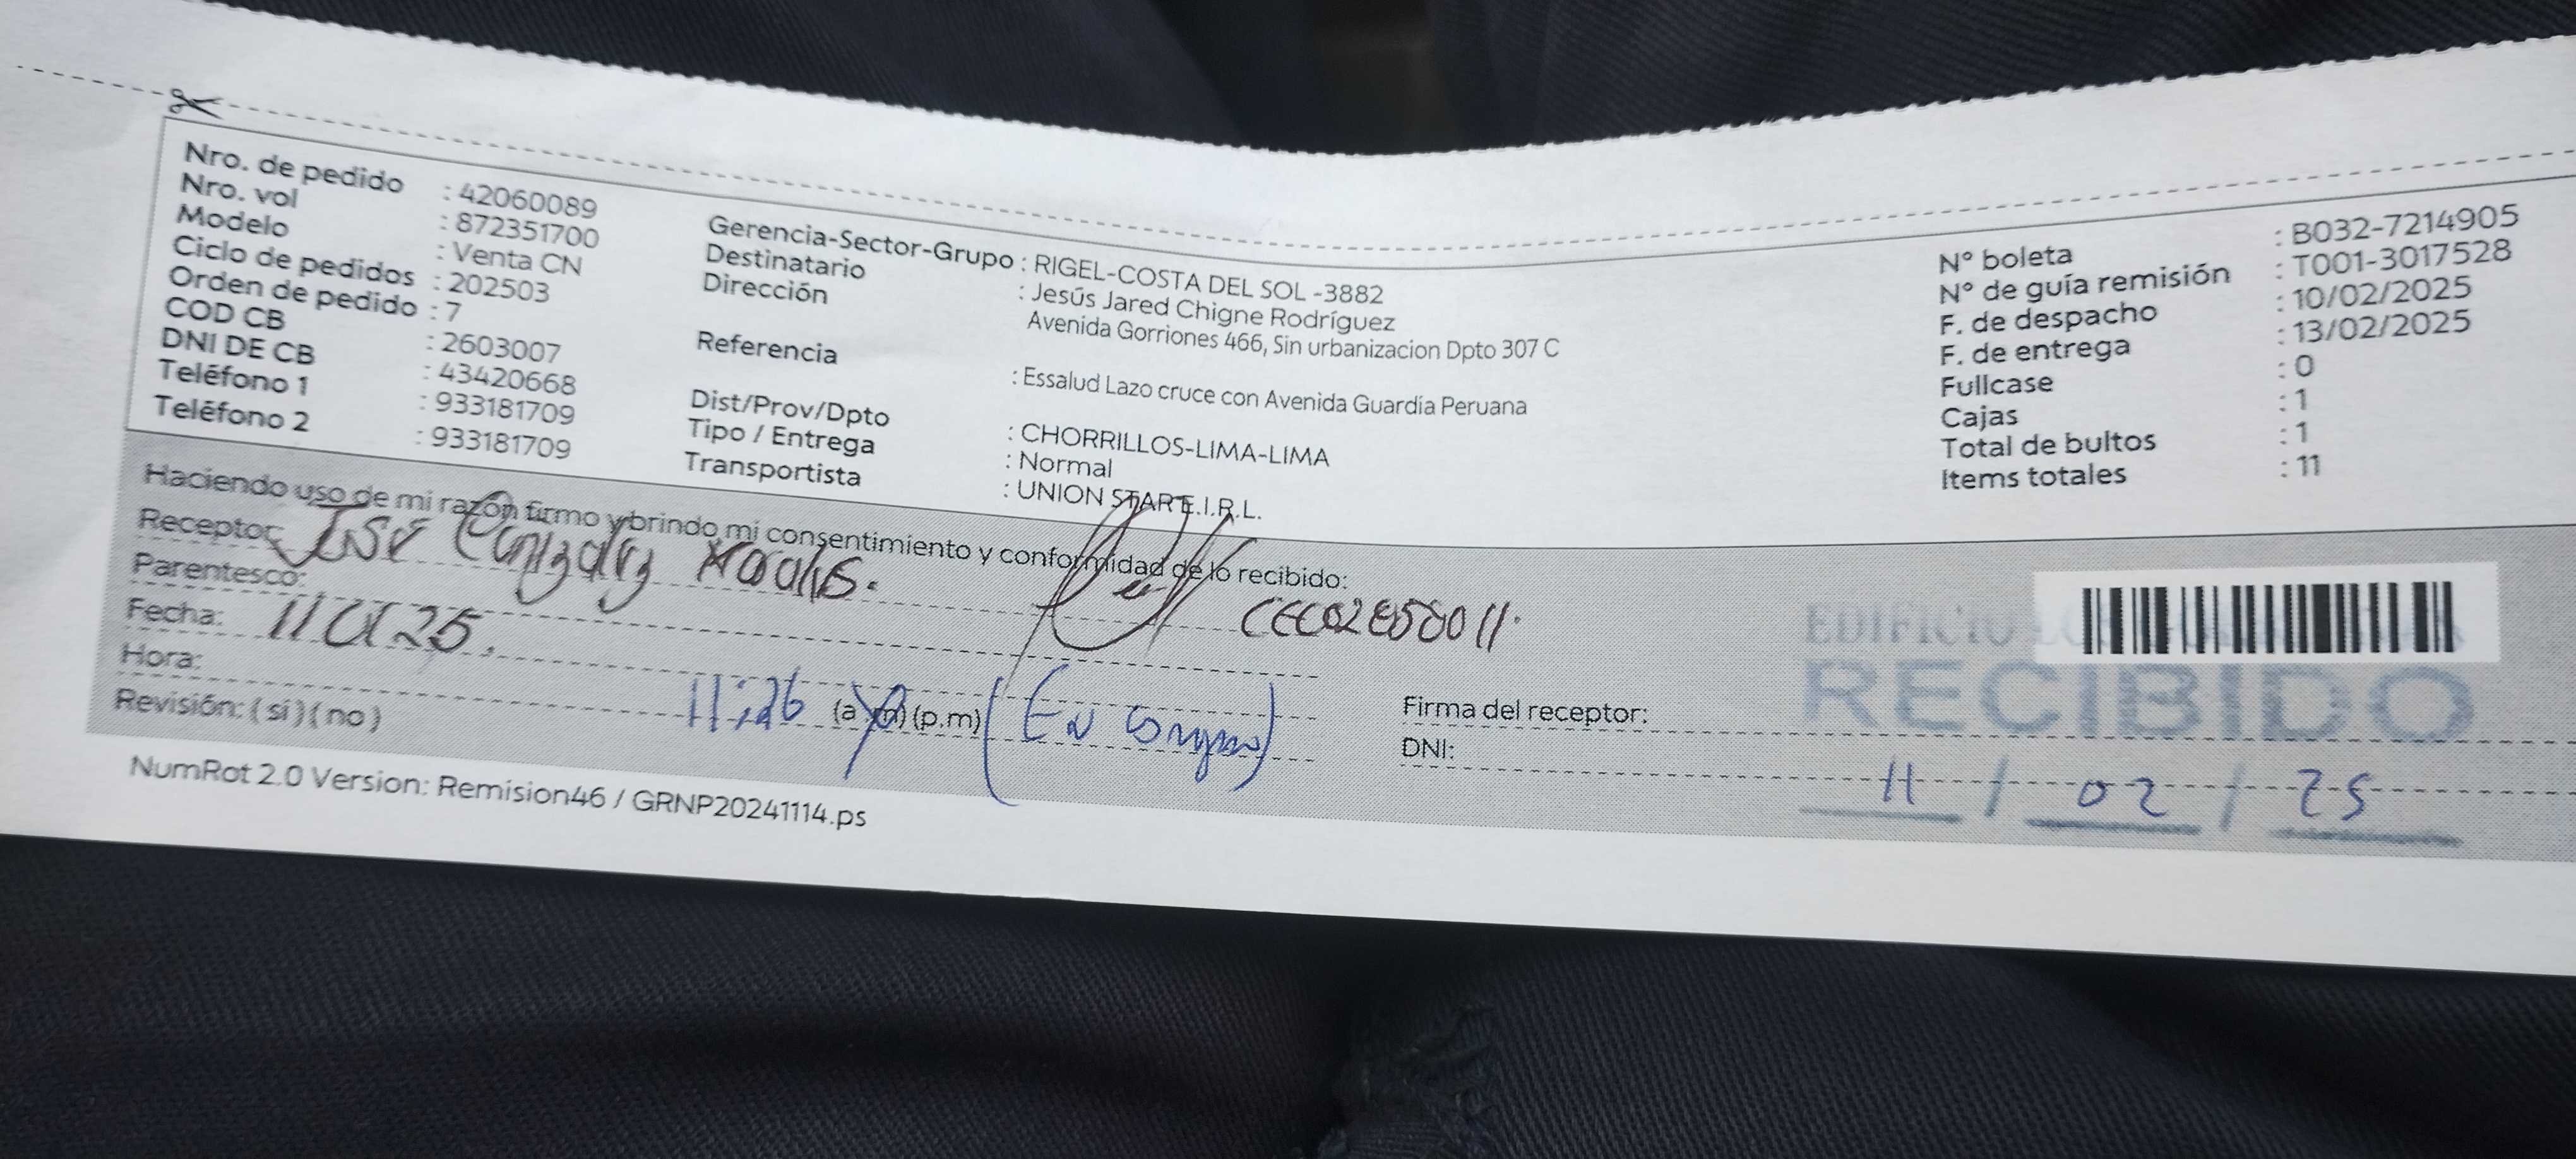 Nro. de pedido : 42060089
Nro. vol : 872351700
Modelo : Venta CN
Ciclo de pedidos : 202503
Orden de pedido : 7
COD CB : 2603007
DNI DE CB : 43420668
Teléfono 1 : 933181709
Teléfono 2 : 933181709
Gerencia-Sector-Grupo : RIGEL-COSTA DEL SOL -3882
Destinatario : Jesús Jared Chigne Rodríguez
Dirección Avenida Gorriones 466, Sin urbanizacion Dpto 307 C
Referencia : Essalud Lazo cruce con Avenida Guardia Peruana
Dist/Prov/Dpto : CHORRILLOS-LIMA-LIMA
Tipo / Entrega : Normal
Transportista : UNION STAR E.I.R.L.
N° boleta : B032-7214905
N° de guía remisión : T001-3017528
F. de despacho : 10/02/2025
F. de entrega : 13/02/2025
Fullcase : 0
Cajas : 1
Total de bultos : 1
Items totales : 11
Haciendo uso de mi razón firmo y brindo mi consentimiento y conformidad de lo recibido:
Receptor: José
Parentesco:
Fecha:
Hora: 11:26 (a.m) (p.m)
Revisión: (si) (no)
Firma del receptor:
DNI:
EDIFICIO
RECIBIDO
11 / 02 / 25
NumRot 2.0 Version: Remision46 / GRNP20241114.ps